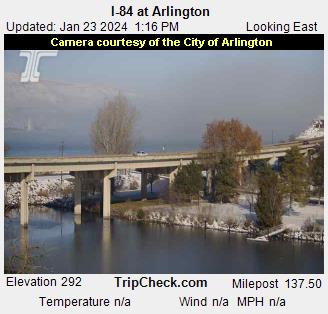 I-84 at Arlington
Updated: Jan 23 2024 1:16 PM Looking East
Camera courtesy of the City of Arlington
Elevation 292 TripCheck.com Milepost 137.50
Temperature n/a Wind n/a MPH n/a